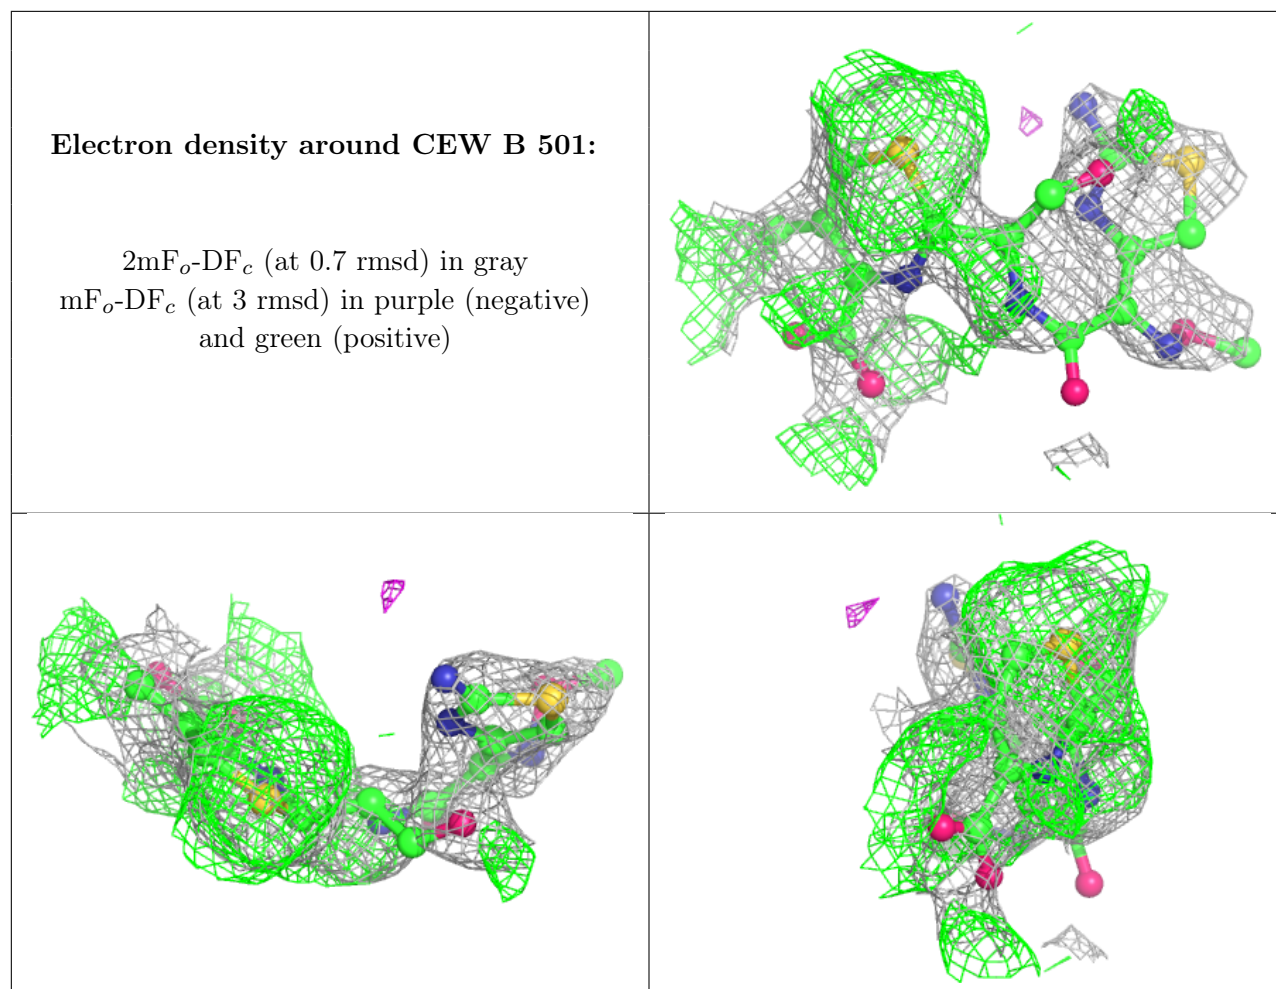 Electron density around CEW B 501:
2mFo-DFc (at 0.7 rmsd) in gray
mFo-DFc (at 3 rmsd) in purple (negative)
and green (positive)